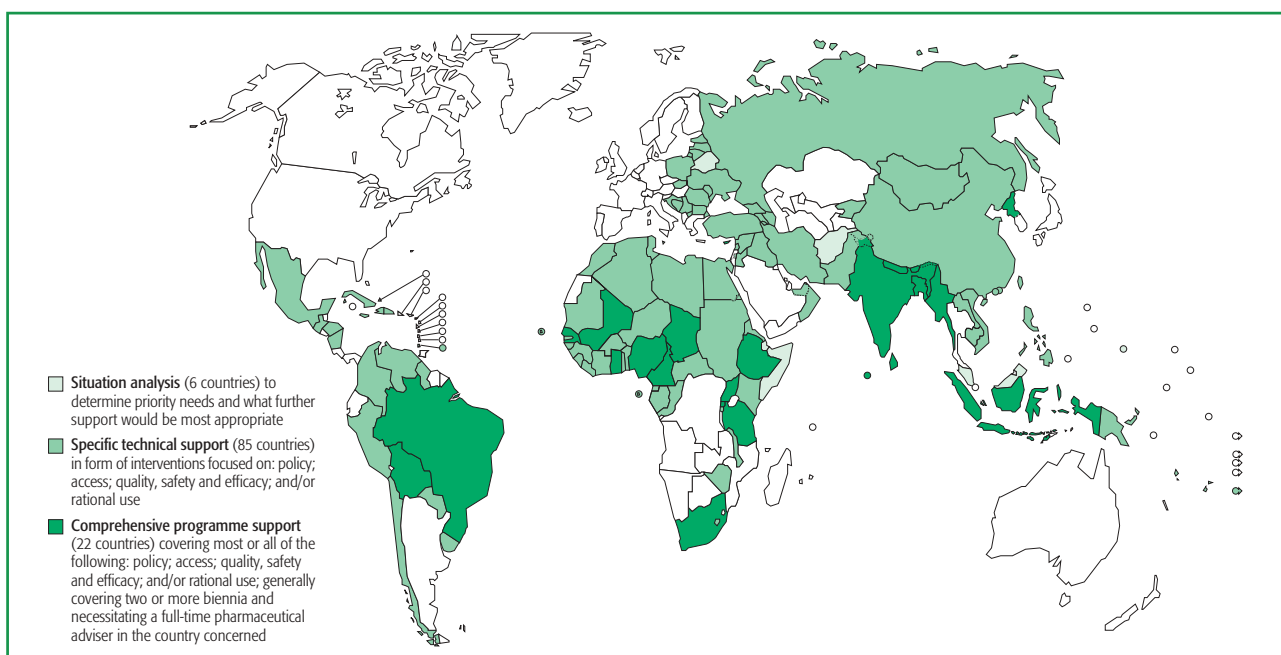 Situation analysis (6 countries) to
determine priority needs and what further
support would be most appropriate
Specific technical support (85 countries)
in form of interventions focused on: policy;
access; quality, safety and efficacy; and/or
rational use
Comprehensive programme support
(22 countries) covering most or all of the
following: policy; access; quality, safety
and efficacy; and/or rational use; generally
covering two or more biennia and
necessitating a full-time pharmaceutical
adviser in the country concerned